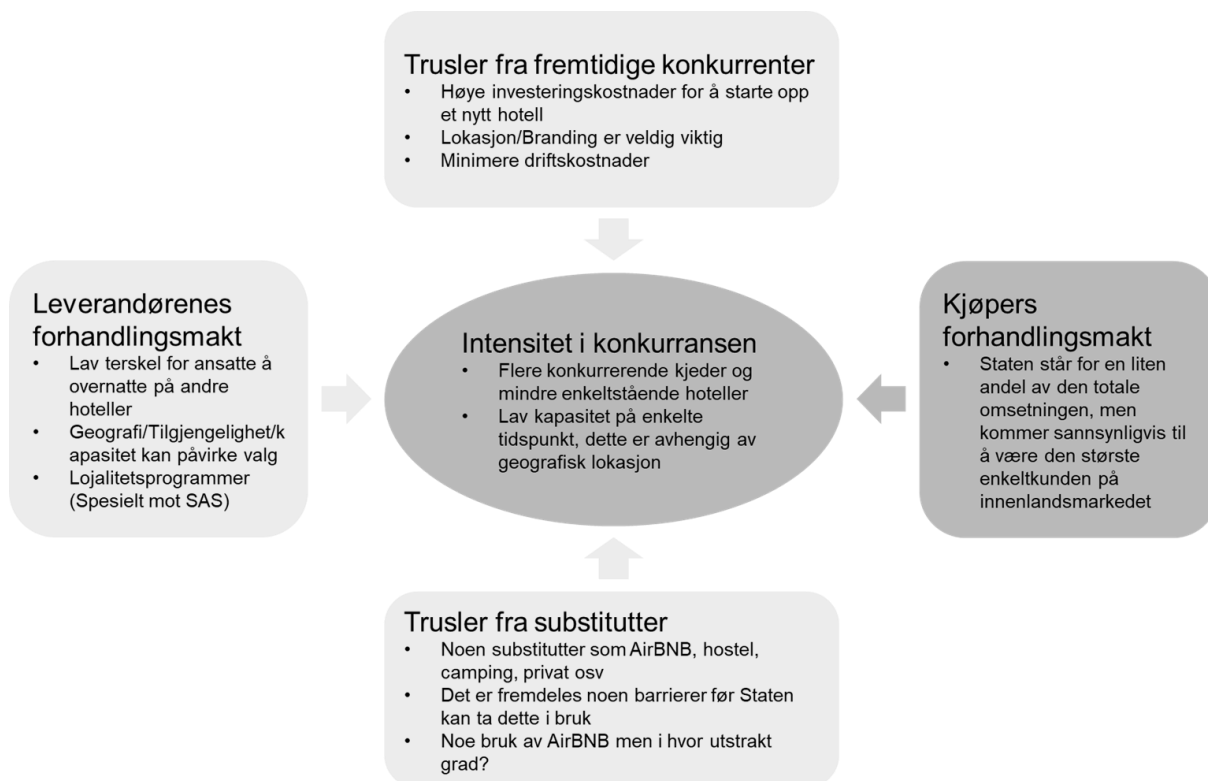 Trusler fra fremtidige konkurrenter
• Høye investeringskostnader for å starte opp
et nytt hotell
• Lokasjon/Branding er veldig viktig
• Minimere driftskostnader
Leverandørenes
forhandlingsmakt
• Lav terskel for ansatte å
overnatte på andre
hoteller
• Geografi/Tilgjengelighet/k
apasitet kan påvirke valg
• Lojalitetsprogrammer
(Spesielt mot SAS)
Intensitet i konkurransen
• Flere konkurrerende kjeder og
mindre enkeltstående hoteller
• Lav kapasitet på enkelte
tidspunkt, dette er avhengig av
geografisk lokasjon
Kjøpers
forhandlingsmakt
• Staten står for en liten
andel av den totale
omsetningen, men
kommer sannsynligvis til
å være den største
enkeltkunden på
innenlandsmarkedet
Trusler fra substitutter
• Noen substitutter som AirBNB, hostel,
camping, privat osv
• Det er fremdeles noen barrierer før Staten
kan ta dette i bruk
• Noe bruk av AirBNB men i hvor utstrakt
grad?